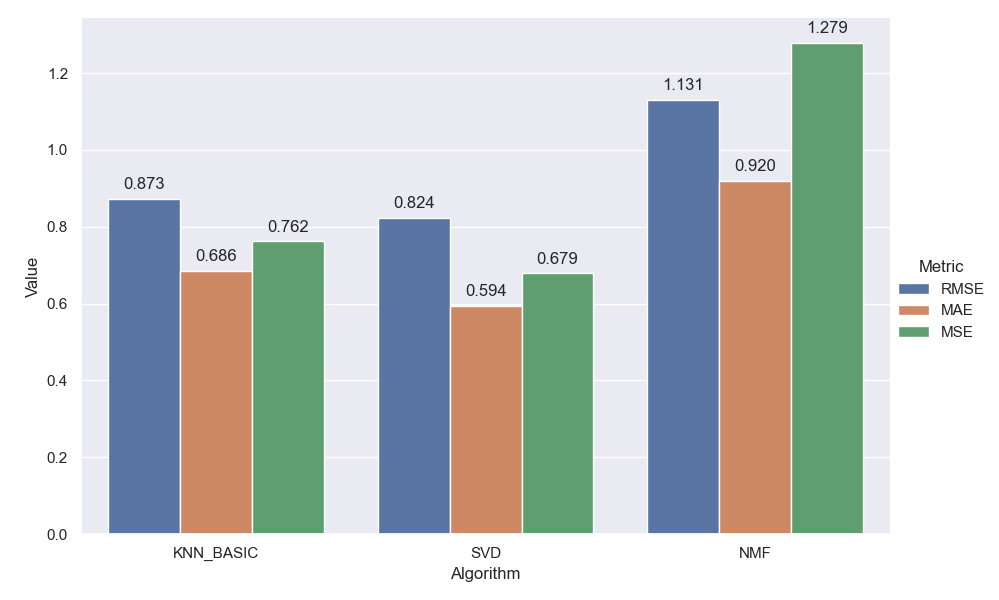 1.279
1.2
1.131
1.0
0.920
0.873
0.824
0.8
0.762
0.686
0.679
0.6
0.594
0.4
0.2
0.0
Value
KNN_BASIC SVD NMF
Algorithm
Metric
RMSE
MAE
MSE